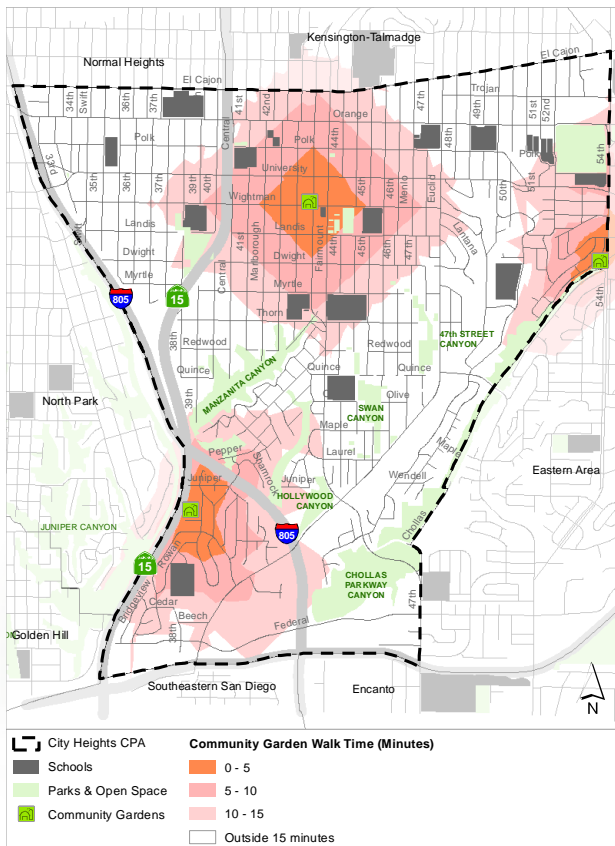 Kensington-Talmadge
Normal Heights
El Cajon
El Cajon
34th
Swift
36th
37th
Central
41st
42nd
Orange
47th
Trojan
49th
51st
52nd
Polk
Polk
44th
48th
Polk
54th
33rd
35th
36th
37th
39th
40th
University
Wightman
45th
46th
Menlo
Euclid
50th
51st
Landis
Landis
Lantana
Swift
Dwight
41st
Marlborough
Fairmount
44th
45th
46th
47th
Dwight
Myrtle
Central
Myrtle
54th
805
15
Thorn
38th
Redwood
Redwood
47th STREET
CANYON
Quince
Quince
MANZANITA CANYON
39th
North Park
Olive
SWAN
CANYON
Maple
Maple
Pepper
Laurel
Shamrock
Wendell
Eastern Area
Juniper
Juniper
HOLLYWOOD
CANYON
JUNIPER CANYON
805
Chollas
15
Rowan
Bridgeview
CHOLLAS
PARKWAY
CANYON
Cedar
Beech
47th
38th
Federal
Golden Hill
Southeastern San Diego
Encanto
N
City Heights CPA
Schools
Parks & Open Space
Community Gardens
Community Garden Walk Time (Minutes)
0 - 5
5 - 10
10 - 15
Outside 15 minutes